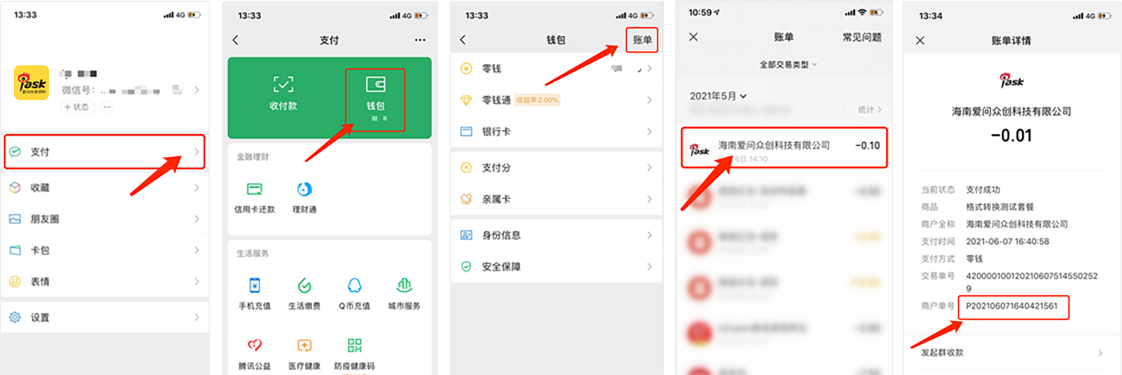 13:33
4G
iask
微信号:
+状态
支付
收藏
朋友圈
卡包
表情
设置
13:33
4G
支付
收付款
钱包
金融理财
信用卡还款
理财通
生活服务
手机充值
生活缴费
Q币充值
城市服务
腾讯公益
医疗健康
防疫健康码
13:33
4G
钱包
账单
零钱
零钱通
收益率2.00%
银行卡
支付分
亲属卡
身份信息
安全保障
10:59
4G
账单
常见问题
全部交易类型
2021年5月
统计
海南爱问众创科技有限公司
-0.10
6日 14:10
iask
13:34
4G
账单详情
iask
海南爱问众创科技有限公司
-0.01
当前状态 支付成功
商品 格式转换测试套餐
商户全称 海南爱问众创科技有限公司
支付时间 2021-06-07 16:40:58
支付方式 零钱
交易单号 420000100120210607514550252
9
商户单号 P202106071640421561
发起群收款